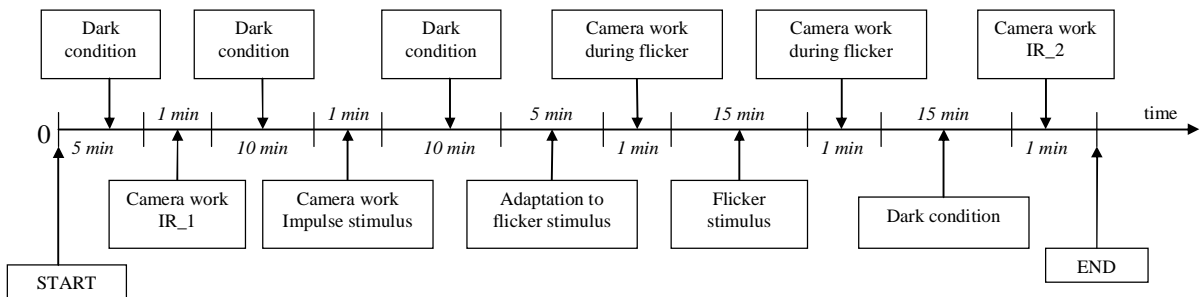 Dark
condition
Dark
condition
Dark
condition
Camera work
during flicker
Camera work
during flicker
Camera work
IR_2
1 min
1 min
5 min
15 min
15 min
time
0
5 min
10 min
10 min
1 min
1 min
1 min
Camera work
IR_1
Camera work
Impulse stimulus
Adaptation to
flicker stimulus
Flicker
stimulus
Dark condition
START
END